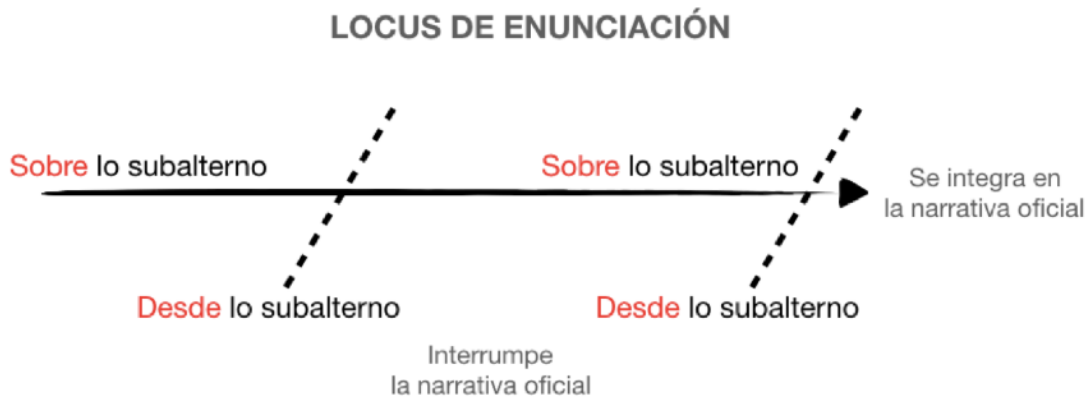 LOCUS DE ENUNCIACIÓN
Sobre lo subalterno
Sobre lo subalterno
Se integra en
la narrativa oficial
Desde lo subalterno
Desde lo subalterno
Interrumpe
la narrativa oficial